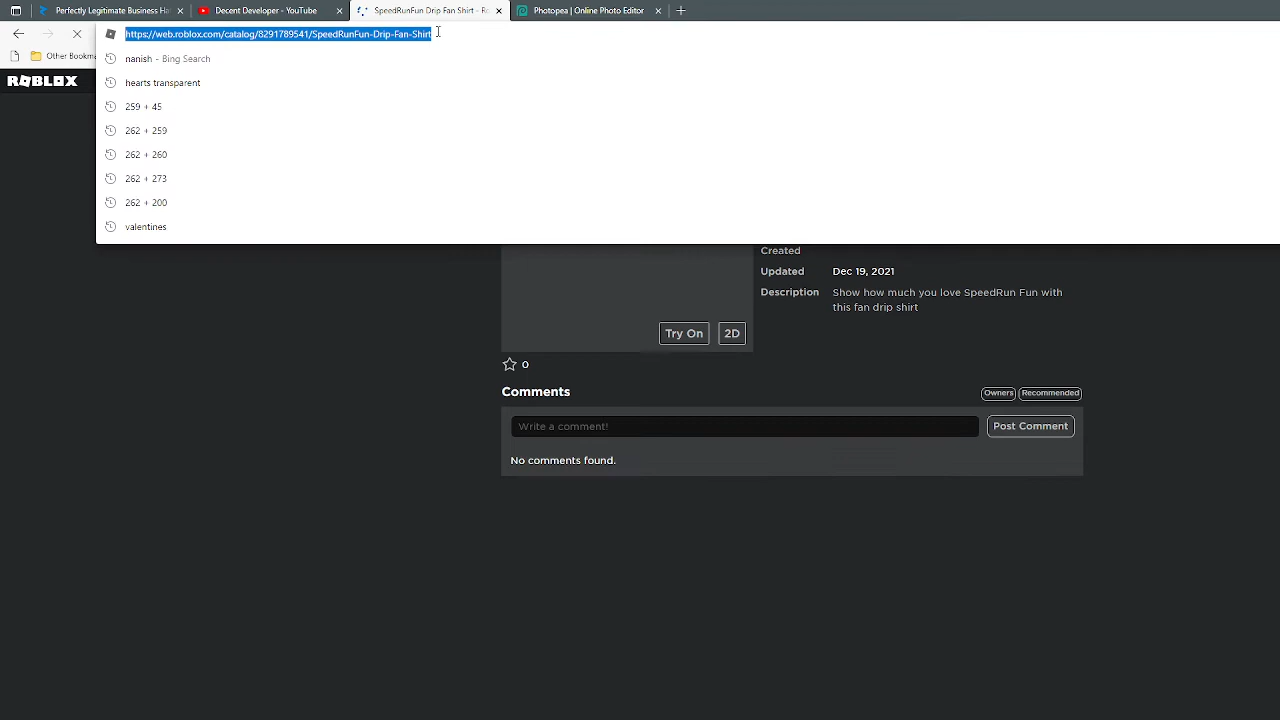 Perfectly Legitimate Business Ha
Decent Developer - YouTube
SpeedRunFun Drip Fan Shirt - Ro
Photopea | Online Photo Editor
https://web.roblox.com/catalog/8291789541/SpeedRunFun-Drip-Fan-Shirt
Other Bookma
nanish - Bing Search
hearts transparent
ROBLOX
259 + 45
262 + 259
262 + 260
262 + 273
262 + 200
valentines
Created
Updated Dec 19, 2021
Description Show how much you love SpeedRun Fun with
this fan drip shirt
Try On 2D
0
Comments Owners Recommended
Write a comment! Post Comment
No comments found.